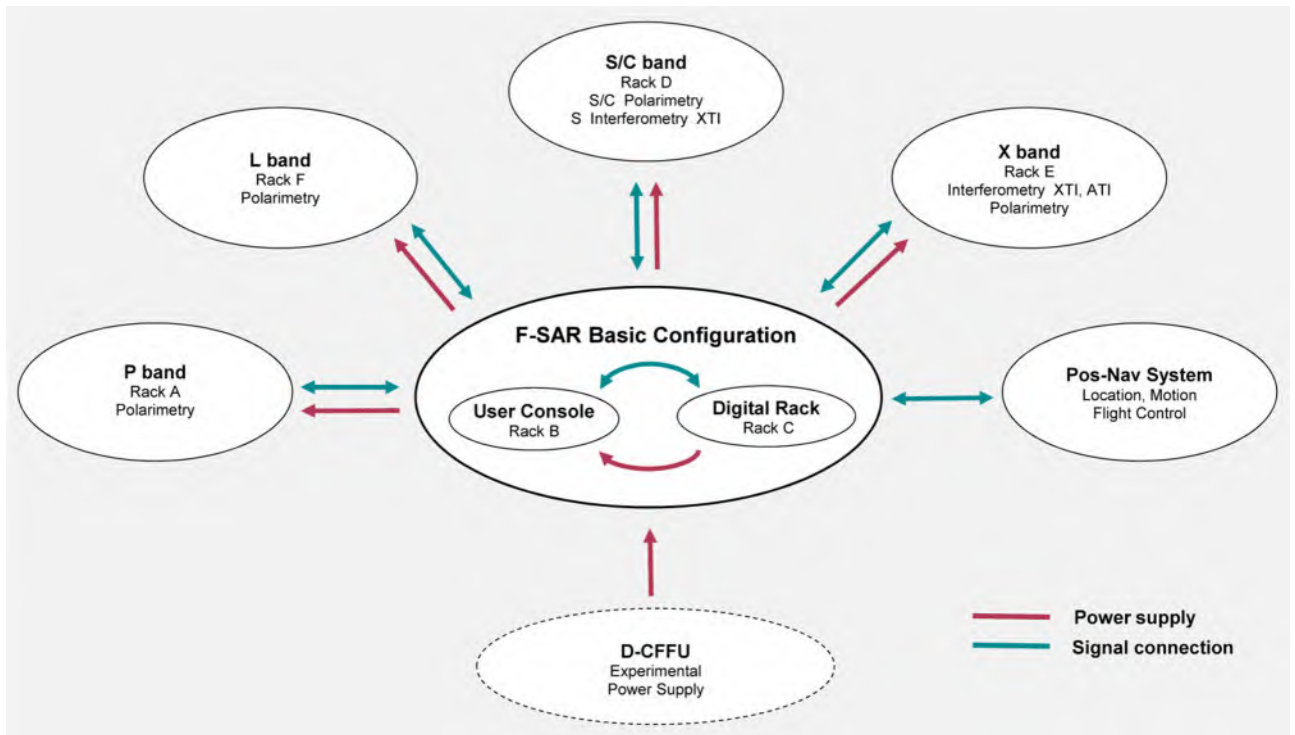 S/C band
Rack D
S/C Polarimetry
S Interferometry XTI
L band
Rack F
Polarimetry
X band
Rack E
Interferometry XTI, ATI
Polarimetry
F-SAR Basic Configuration
P band
Rack A
Polarimetry
User Console
Rack B
Digital Rack
Rack C
Pos-Nav System
Location, Motion
Flight Control
D-CFFU
Experimental
Power Supply
Power supply
Signal connection